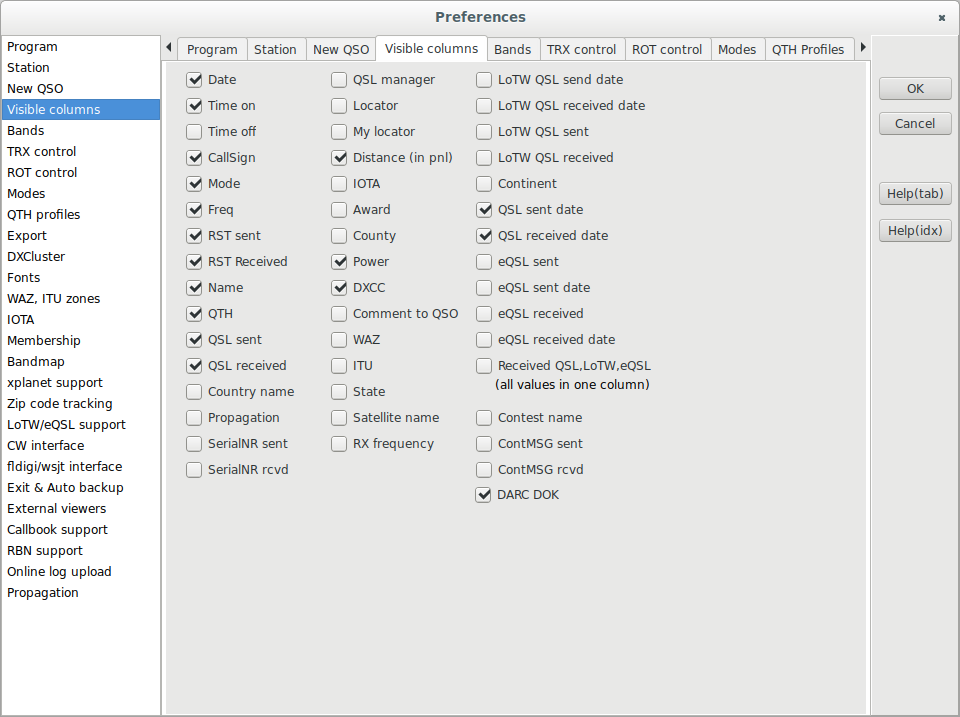 Preferences
Program
Station
New QSO
Visible columns
Bands
TRX control
ROT control
Modes
QTH profiles
Export
DXCluster
Fonts
WAZ, ITU zones
IOTA
Membership
Bandmap
xplanet support
Zip code tracking
LoTW/eQSL support
CW interface
fldigi/wsjt interface
Exit & Auto backup
External viewers
Callbook support
RBN support
Online log upload
Propagation
Program Station New QSO Visible columns Bands TRX control ROT control Modes QTH Profiles
Date
Time on
Time off
CallSign
Mode
Freq
RST sent
RST Received
Name
QTH
QSL sent
QSL received
Country name
Propagation
SerialNR sent
SerialNR rcvd
QSL manager
Locator
My locator
Distance (in pnl)
IOTA
Award
County
Power
DXCC
Comment to QSO
WAZ
ITU
State
Satellite name
RX frequency
LoTW QSL send date
LoTW QSL received date
LoTW QSL sent
LoTW QSL received
Continent
QSL sent date
QSL received date
eQSL sent
eQSL sent date
eQSL received
eQSL received date
Received QSL,LoTW,eQSL
(all values in one column)
Contest name
ContMSG sent
ContMSG rcvd
DARC DOK
OK
Cancel
Help(tab)
Help(idx)